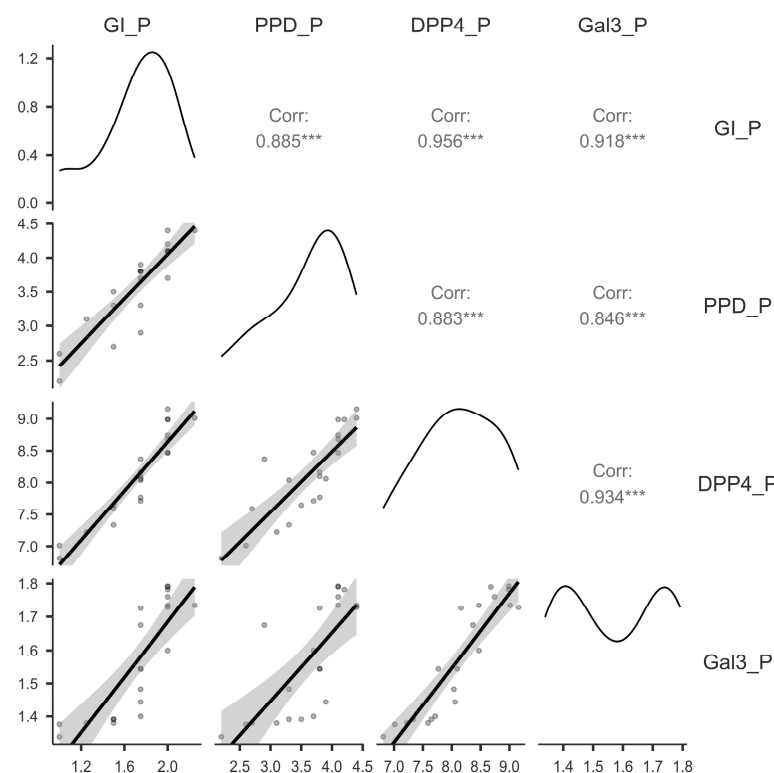 GI_P PPD_P DPP4_P Gal3_P
1.2
0.8
0.4
0.0
Corr:
0.885***
Corr:
0.956***
Corr:
0.918***
GI_P
4.5
4.0
3.5
3.0
2.5
Corr:
0.883***
Corr:
0.846***
PPD_P
9.0
8.5
8.0
7.5
7.0
Corr:
0.934***
DPP4_P
1.8
1.7
1.6
1.5
1.4
Gal3_P
1.2 1.6 2.0 2.5 3.0 3.5 4.0 4.5 7.0 7.5 8.0 8.5 9.0 1.4 1.5 1.6 1.7 1.8